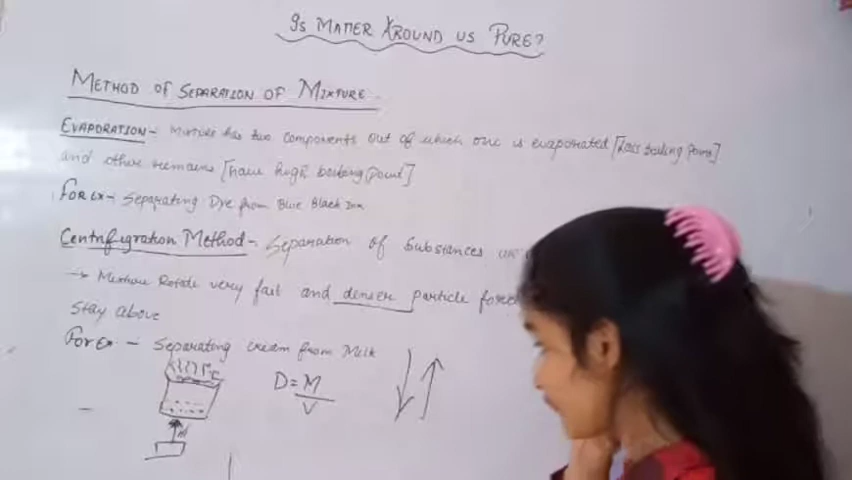 Is MATTER AROUND US PURE?
METHOD OF SEPARATION OF MIXTURE
EVAPORATION- Mixture has two components out of which one is evaporated [Less boiling point]
and other remains [have high boiling point]
FOR Ex- Separating Dye from Blue Black Ink
Centrifugration Method- Separation of Substances
→ Mixture Rotate very fast and denser particle
stay above
For Ex - Separating cream from Milk
D = M
V